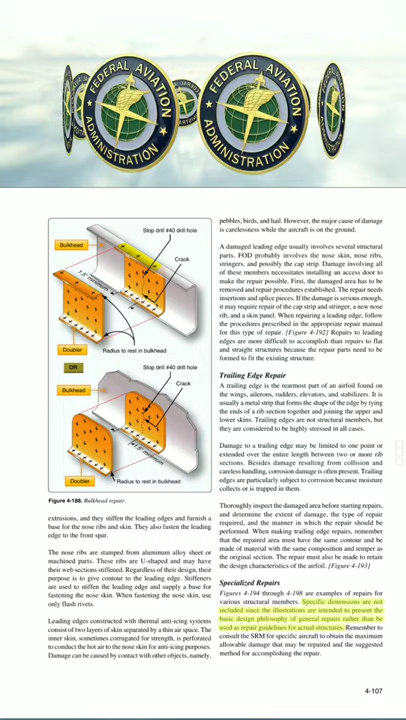 FEDERAL AVIATION
ADMINISTRATION
FEDERAL AVIATION
ADMINISTRATION
Stop drill #40 drill hole
Bulkhead
Crack
1.5" minimum
Doubler
Radius to rest in bulkhead
OR
Stop drill #40 drill hole
Bulkhead
Crack
Doubler
Radius to rest in bulkhead
Figure 4-188. Bulkhead repair.
extrusions, and they stiffen the leading edges and furnish a
base for the nose ribs and skin. They also fasten the leading
edge to the front spar.
The nose ribs are stamped from aluminum alloy sheet or
machined parts. These ribs are U-shaped and may have
their web sections stiffened. Regardless of their design, their
purpose is to give contour to the leading edge. Stiffeners
are used to stiffen the leading edge and supply a base for
fastening the nose skin. When fastening the nose skin, use
only flush rivets.
Leading edges constructed with thermal anti-icing systems
consist of two layers of skin separated by a thin air space. The
inner skin, sometimes corrugated for strength, is perforated
to conduct the hot air to the nose skin for anti-icing purposes.
Damage can be caused by contact with other objects, namely,
pebbles, birds, and hail. However, the major cause of damage
is carelessness while the aircraft is on the ground.
A damaged leading edge usually involves several structural
parts. FOD probably involves the nose skin, nose ribs,
stringers, and possibly the cap strip. Damage involving all
of these members necessitates installing an access door to
make the repair possible. First, the damaged area has to be
removed and repair procedures established. The repair needs
insertions and splice pieces. If the damage is serious enough,
it may require repair of the cap strip and stringer, a new nose
rib, and a skin panel. When repairing a leading edge, follow
the procedures prescribed in the appropriate repair manual
for this type of repair. [Figure 4-192] Repairs to leading
edges are more difficult to accomplish than repairs to flat
and straight structures because the repair parts need to be
formed to fit the existing structure.
Trailing Edge Repair
A trailing edge is the rearmost part of an airfoil found on
the wings, ailerons, rudders, elevators, and stabilizers. It is
usually a metal strip that forms the shape of the edge by tying
the ends of a rib section together and joining the upper and
lower skins. Trailing edges are not structural members, but
they are considered to be highly stressed in all cases.
Damage to a trailing edge may be limited to one point or
extended over the entire length between two or more rib
sections. Besides damage resulting from collision and
careless handling, corrosion damage is often present. Trailing
edges are particularly subject to corrosion because moisture
collects or is trapped in them.
Thoroughly inspect the damaged area before starting repairs,
and determine the extent of damage, the type of repair
required, and the manner in which the repair should be
performed. When making trailing edge repairs, remember
that the repaired area must have the same contour and be
made of material with the same composition and temper as
the original section. The repair must also be made to retain
the design characteristics of the airfoil. [Figure 4-193]
Specialized Repairs
Figures 4-194 through 4-198 are examples of repairs for
various structural members. Specific dimensions are not
included since the illustrations are intended to present the
basic design philosophy of general repairs rather than be
used as repair guidelines for actual structures. Remember to
consult the SRM for specific aircraft to obtain the maximum
allowable damage that may be repaired and the suggested
method for accomplishing the repair.
4-107